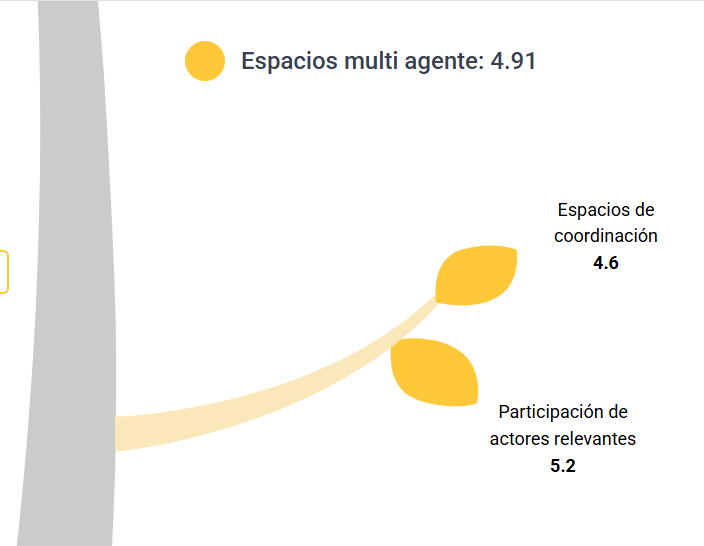 Espacios multi agente: 4.91
Espacios de
coordinación
4.6
Participación de
actores relevantes
5.2